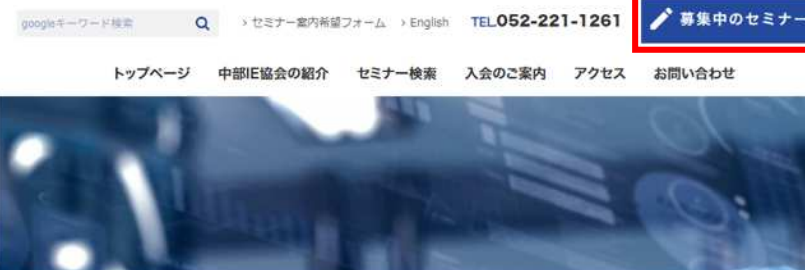 googleキーワード検索 › セミナー案内希望フォーム › English TEL.052-221-1261 募集中のセミナー
トップページ 中部IE協会の紹介 セミナー検索 入会のご案内 アクセス お問い合わせ